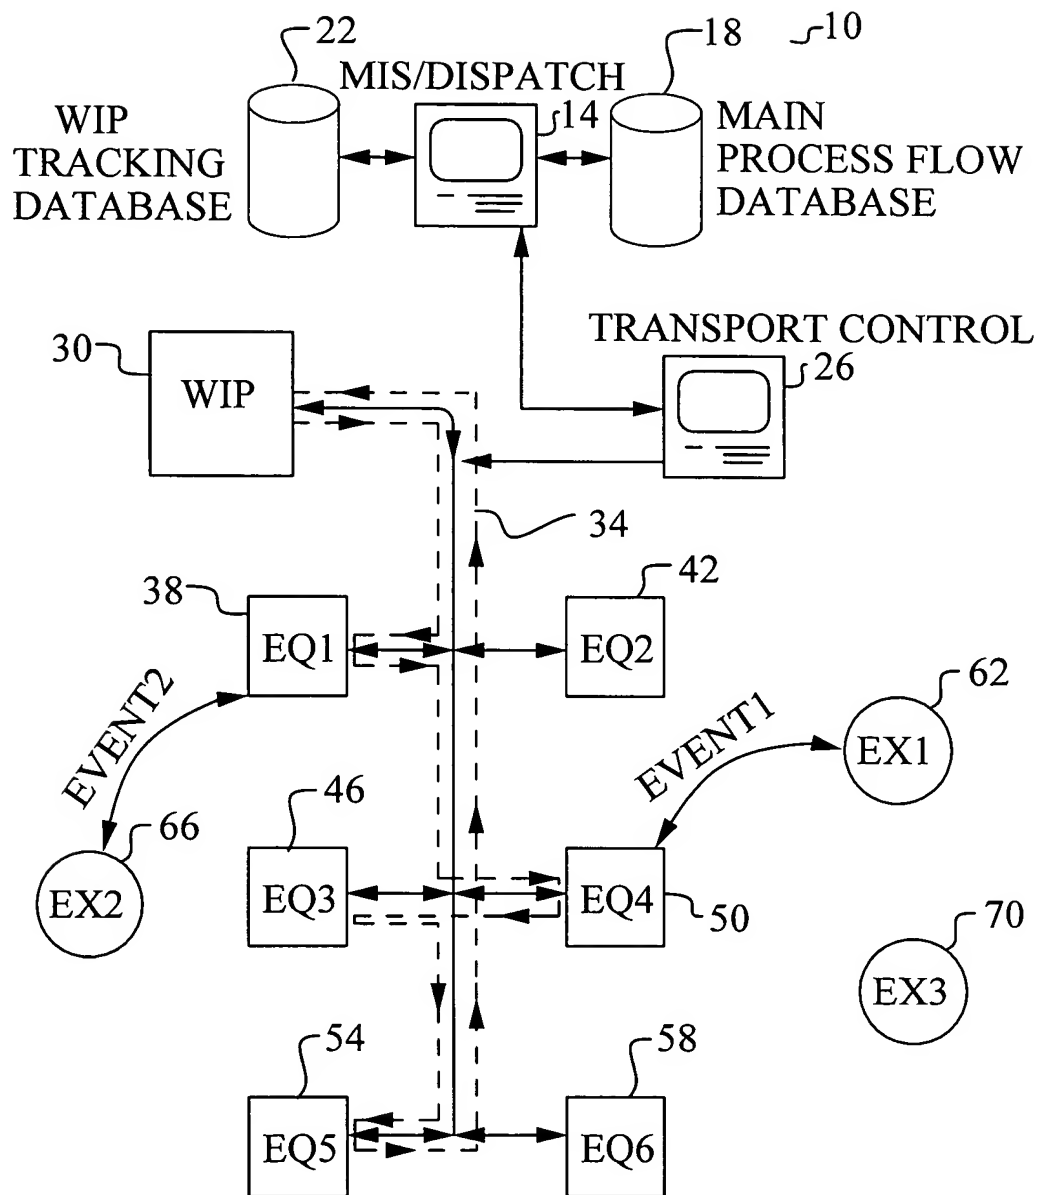 22
18
10
MIS/DISPATCH
14
WIP
TRACKING
DATABASE
MAIN
PROCESS FLOW
DATABASE
TRANSPORT CONTROL
30
WIP
26
34
38
EQ1
42
EQ2
EVENT2
EVENT1
62
EX1
66
EX2
46
EQ3
EQ4
50
70
EX3
54
EQ5
58
EQ6